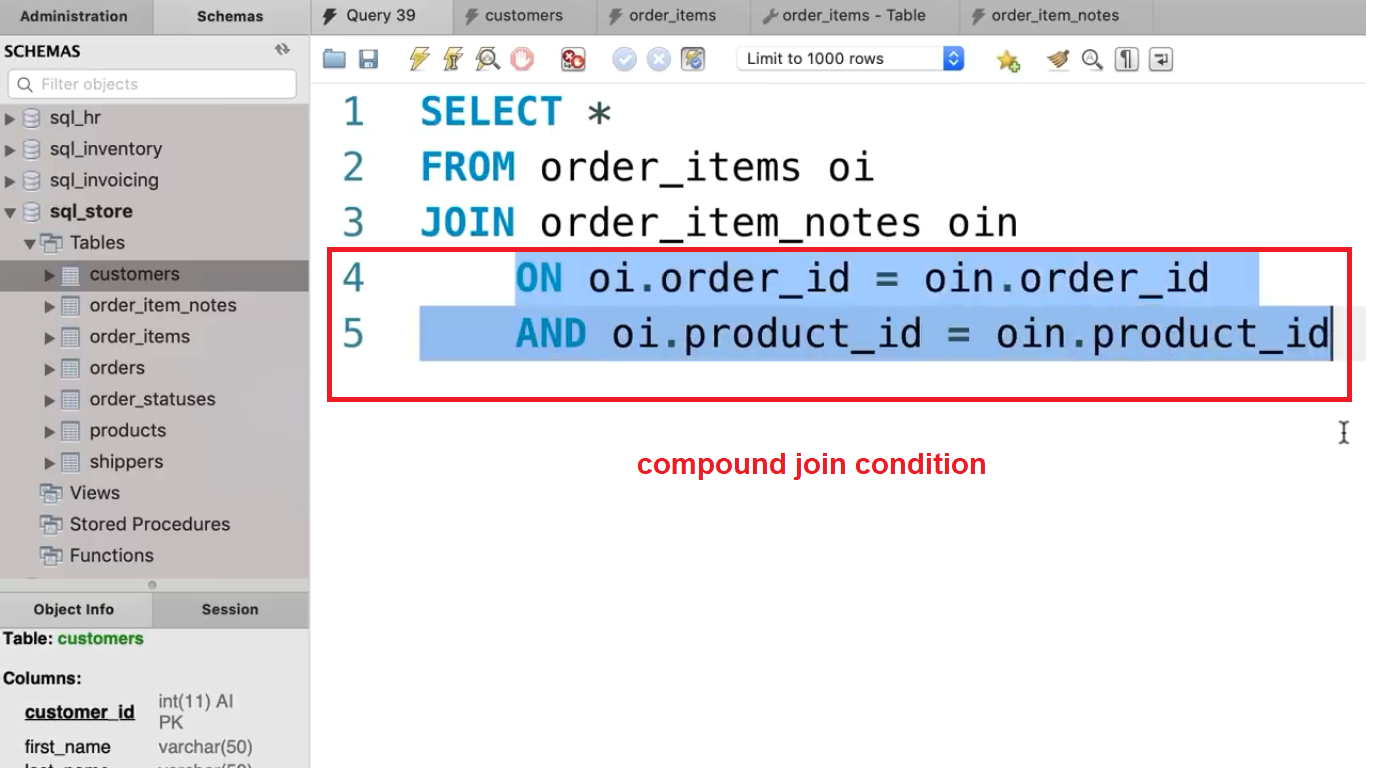 Administration Schemas
SCHEMAS
Filter objects
sql_hr
sql_inventory
sql_invoicing
sql_store
Tables
customers
order_item_notes
order_items
orders
order_statuses
products
shippers
Views
Stored Procedures
Functions
Object Info Session
Table: customers
Columns:
customer_id int(11) AI
PK
first_name varchar(50)
Query 39 customers order_items order_items - Table order_item_notes
Limit to 1000 rows
1 SELECT *
2 FROM order_items oi
3 JOIN order_item_notes oin
4 ON oi.order_id = oin.order_id
5 AND oi.product_id = oin.product_id
compound join condition